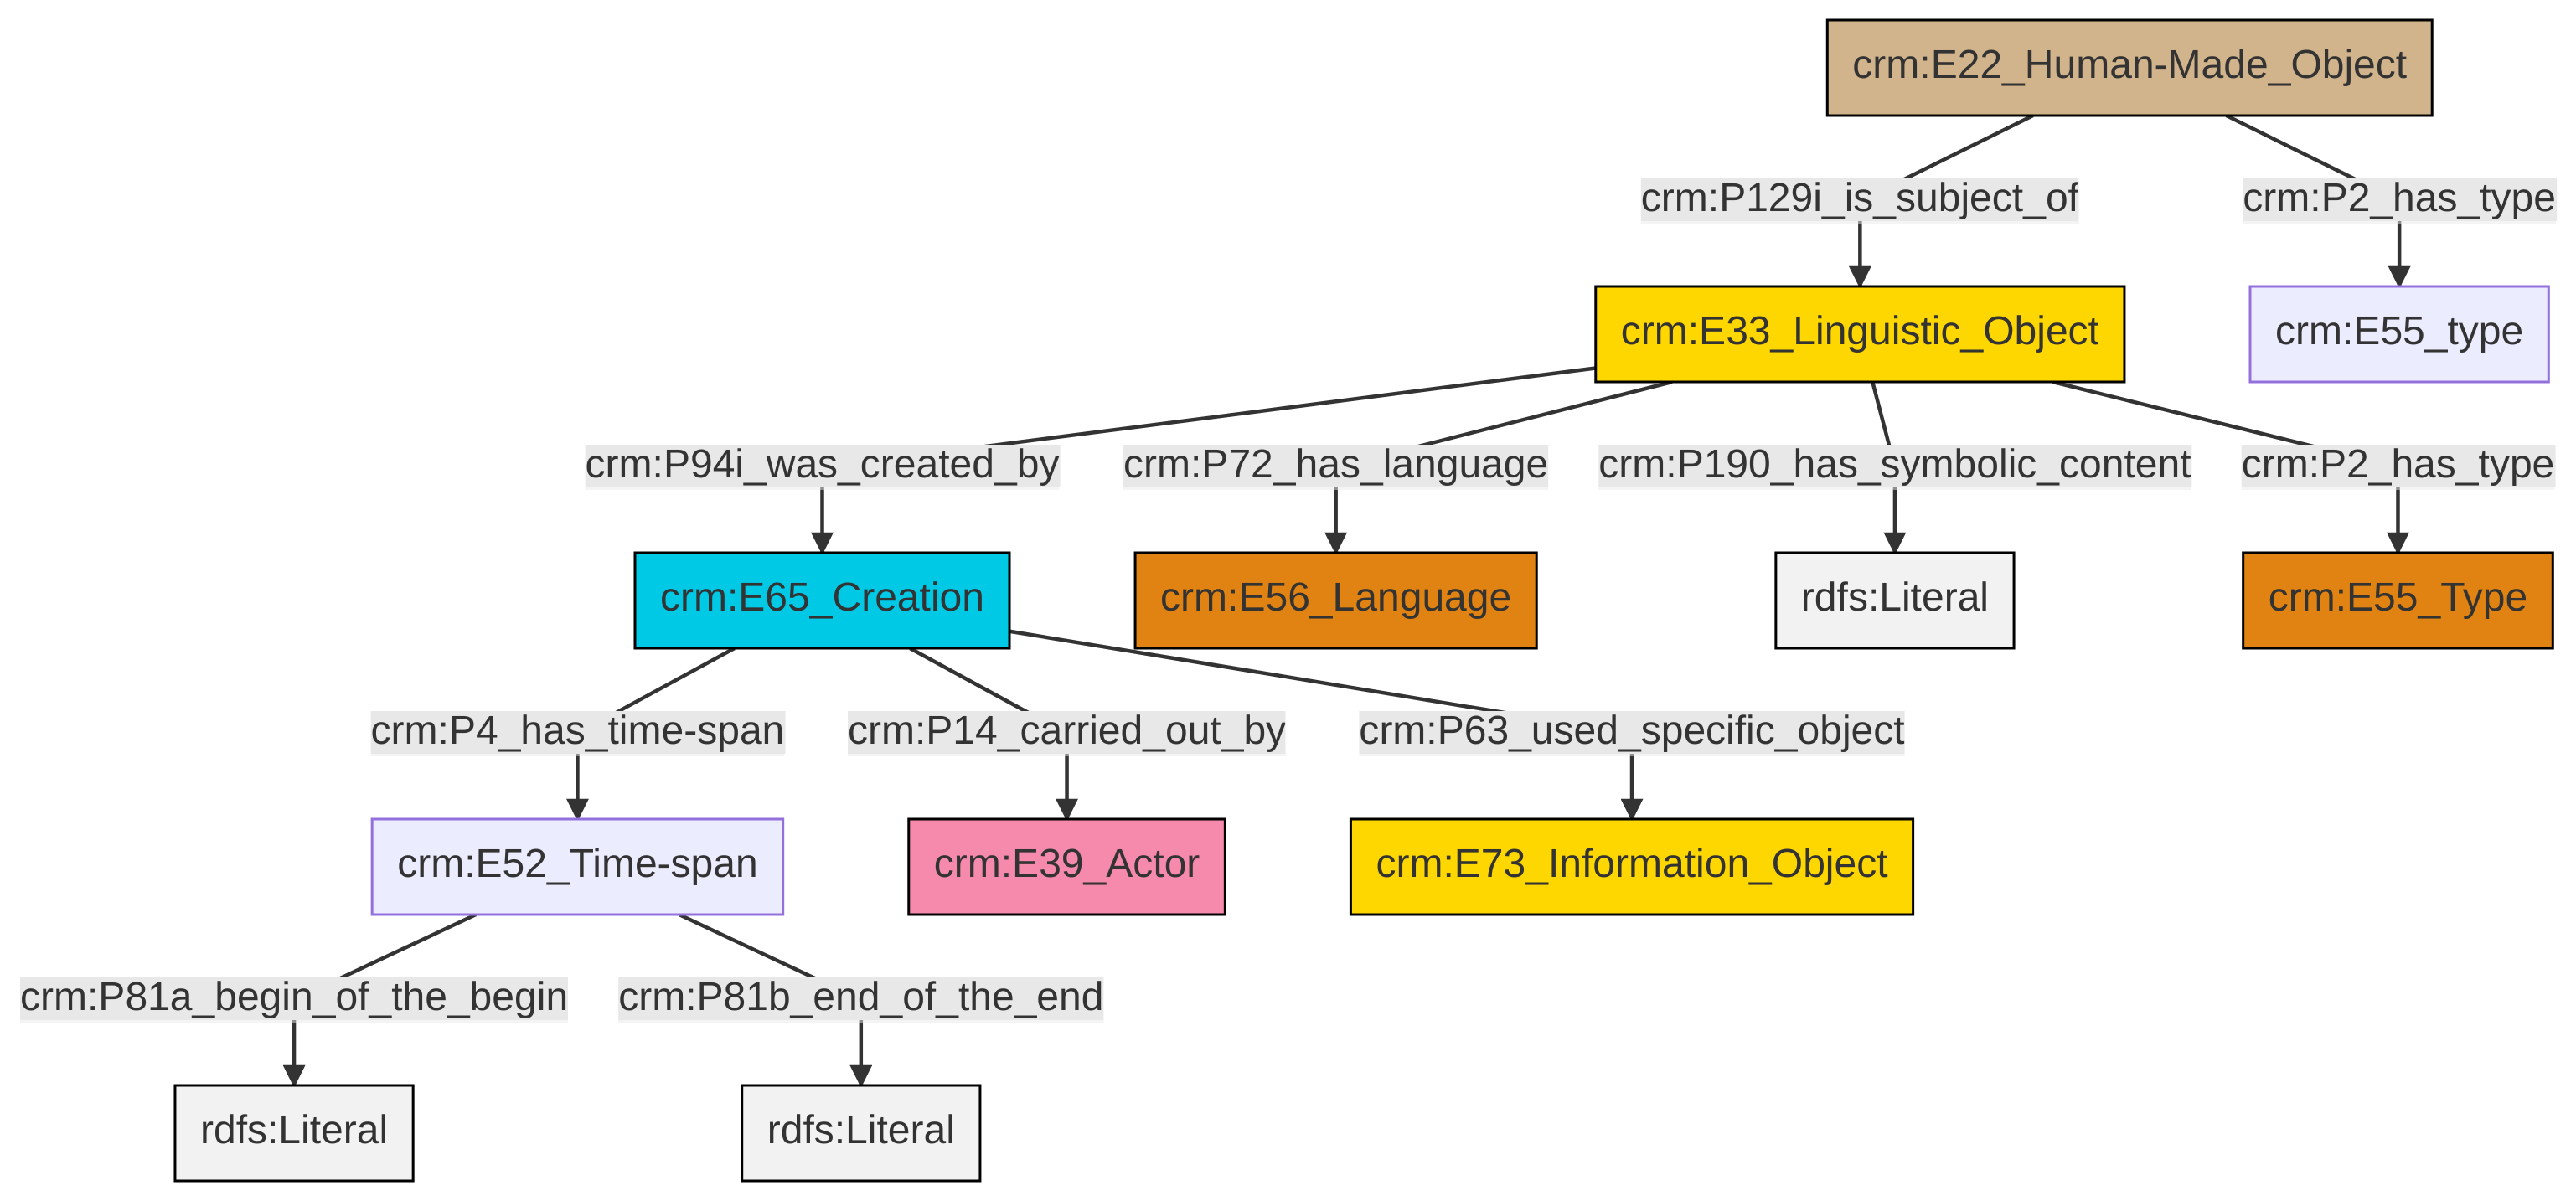 crm:E22_Human-Made_Object
crm:P129i_is_subject_of
crm:P2_has_type
crm:E33_Linguistic_Object
crm:E55_type
crm:P94i_was_created_by
crm:P72_has_language
crm:P190_has_symbolic_content
crm:P2_has_type
crm:E65_Creation
crm:E56_Language
rdfs:Literal
crm:E55_Type
crm:P4_has_time-span
crm:P14_carried_out_by
crm:P63_used_specific_object
crm:E52_Time-span
crm:E39_Actor
crm:E73_Information_Object
crm:P81a_begin_of_the_begin
crm:P81b_end_of_the_end
rdfs:Literal
rdfs:Literal